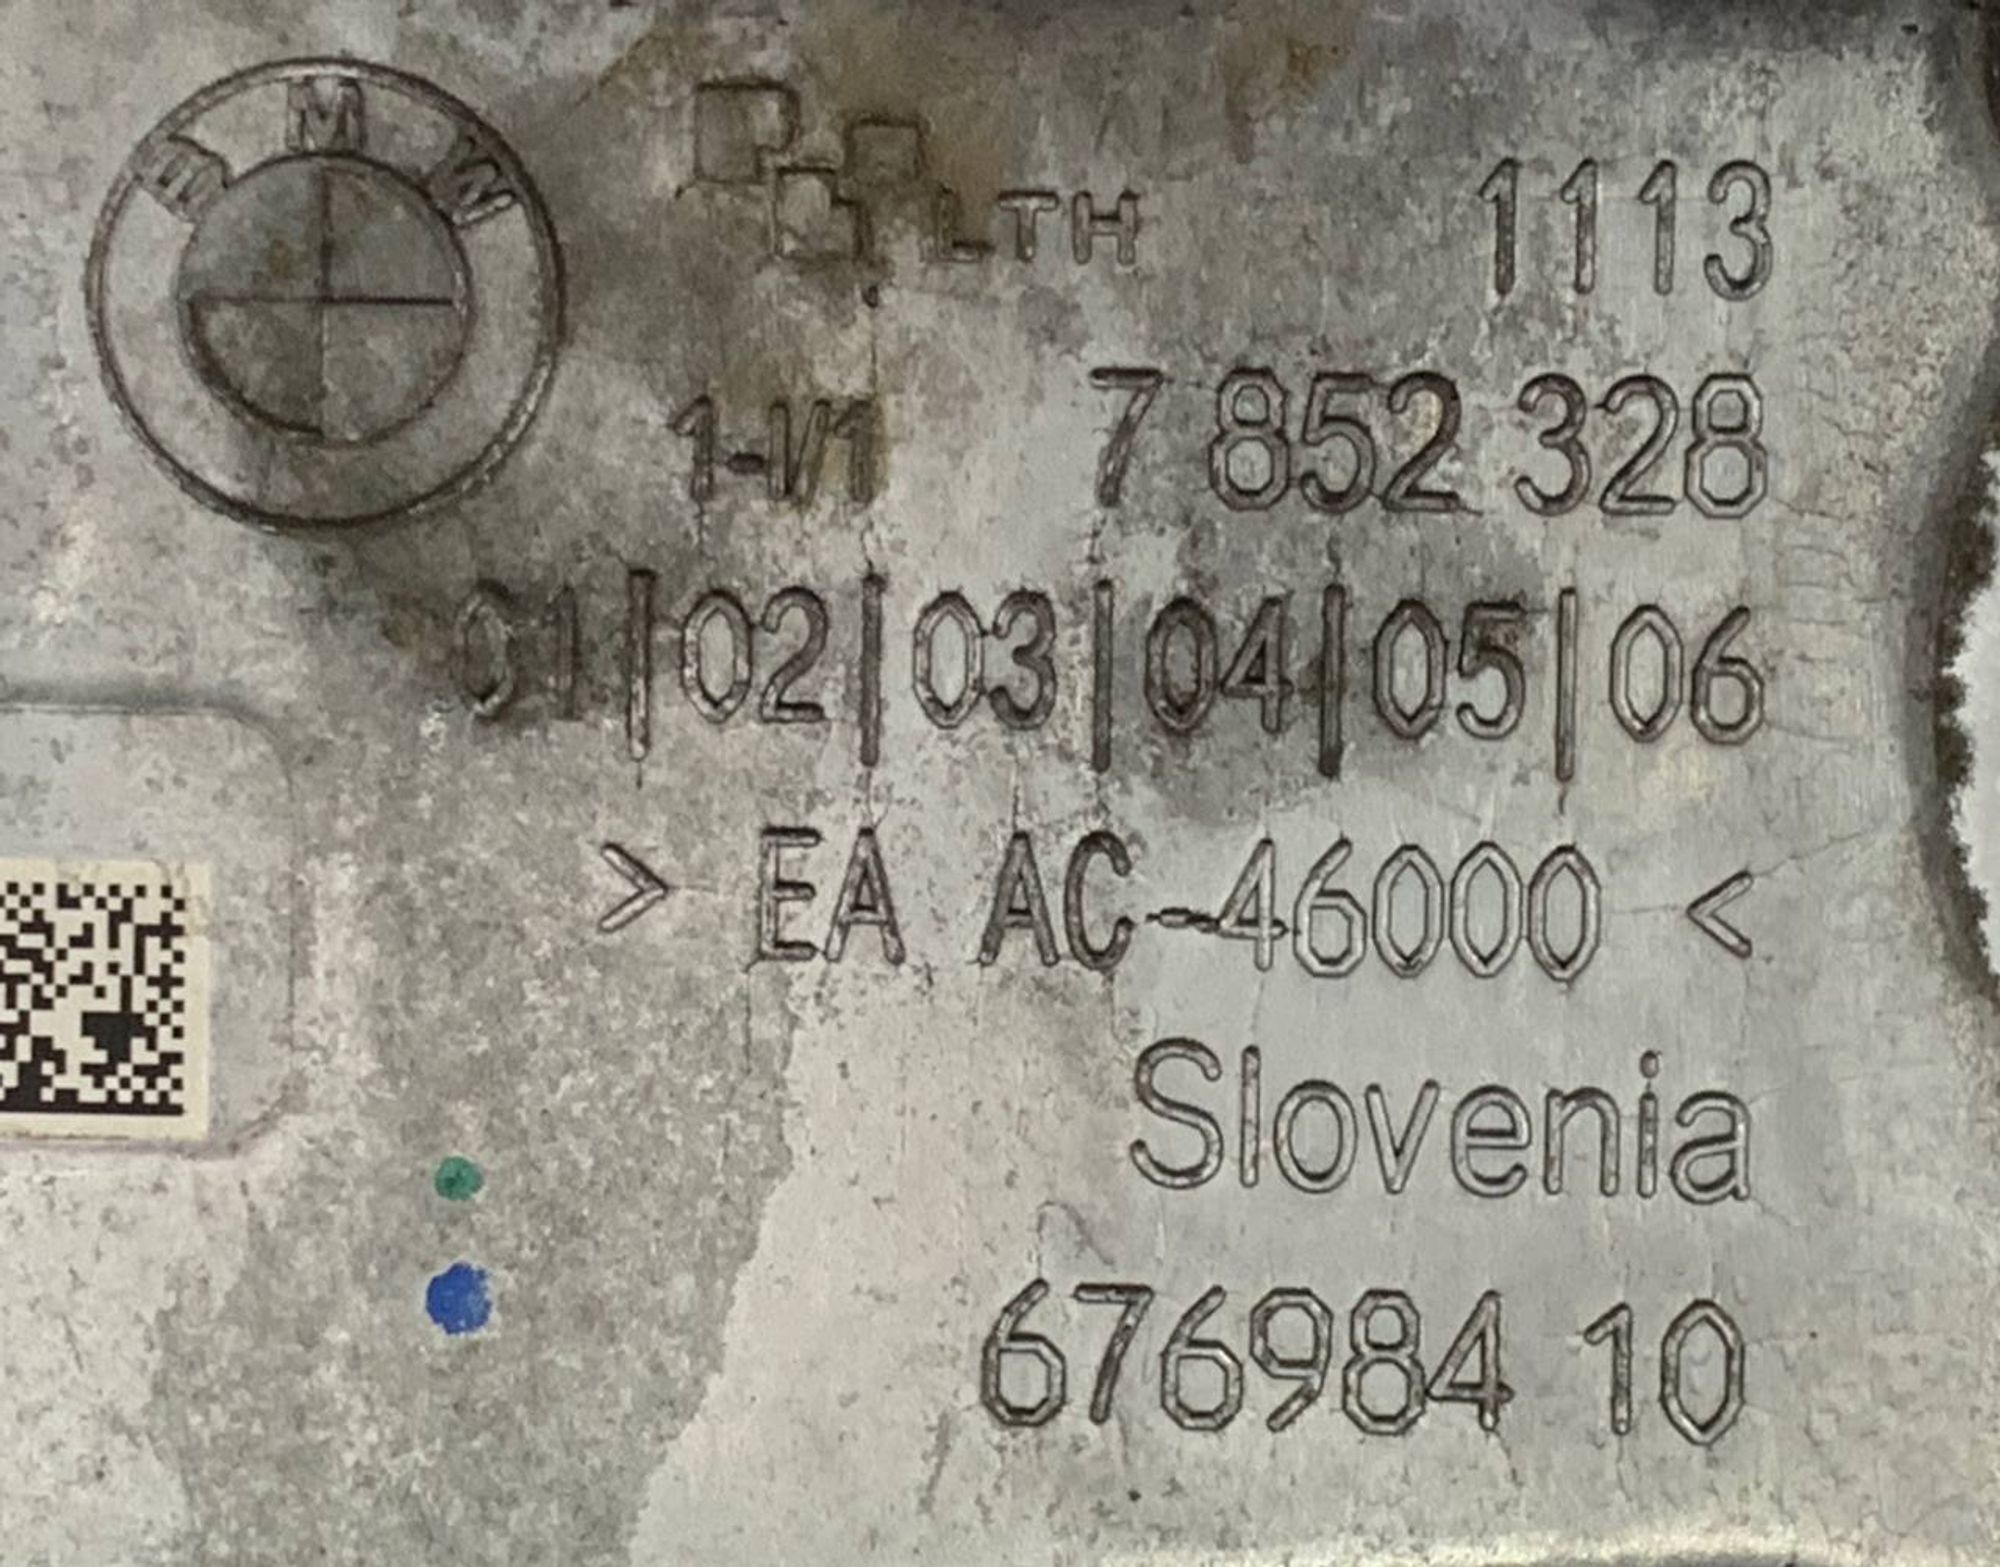 BMW
LTH 1113
1-1/1 7 852 328
01|02|03|04|05|06
> EA AC-46000 <
Slovenia
676984 10